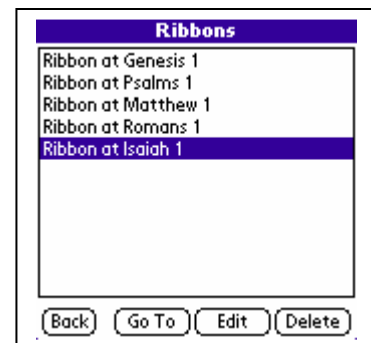 Ribbons
Ribbon at Genesis 1
Ribbon at Psalms 1
Ribbon at Matthew 1
Ribbon at Romans 1
Ribbon at Isaiah 1
Back Go To Edit Delete